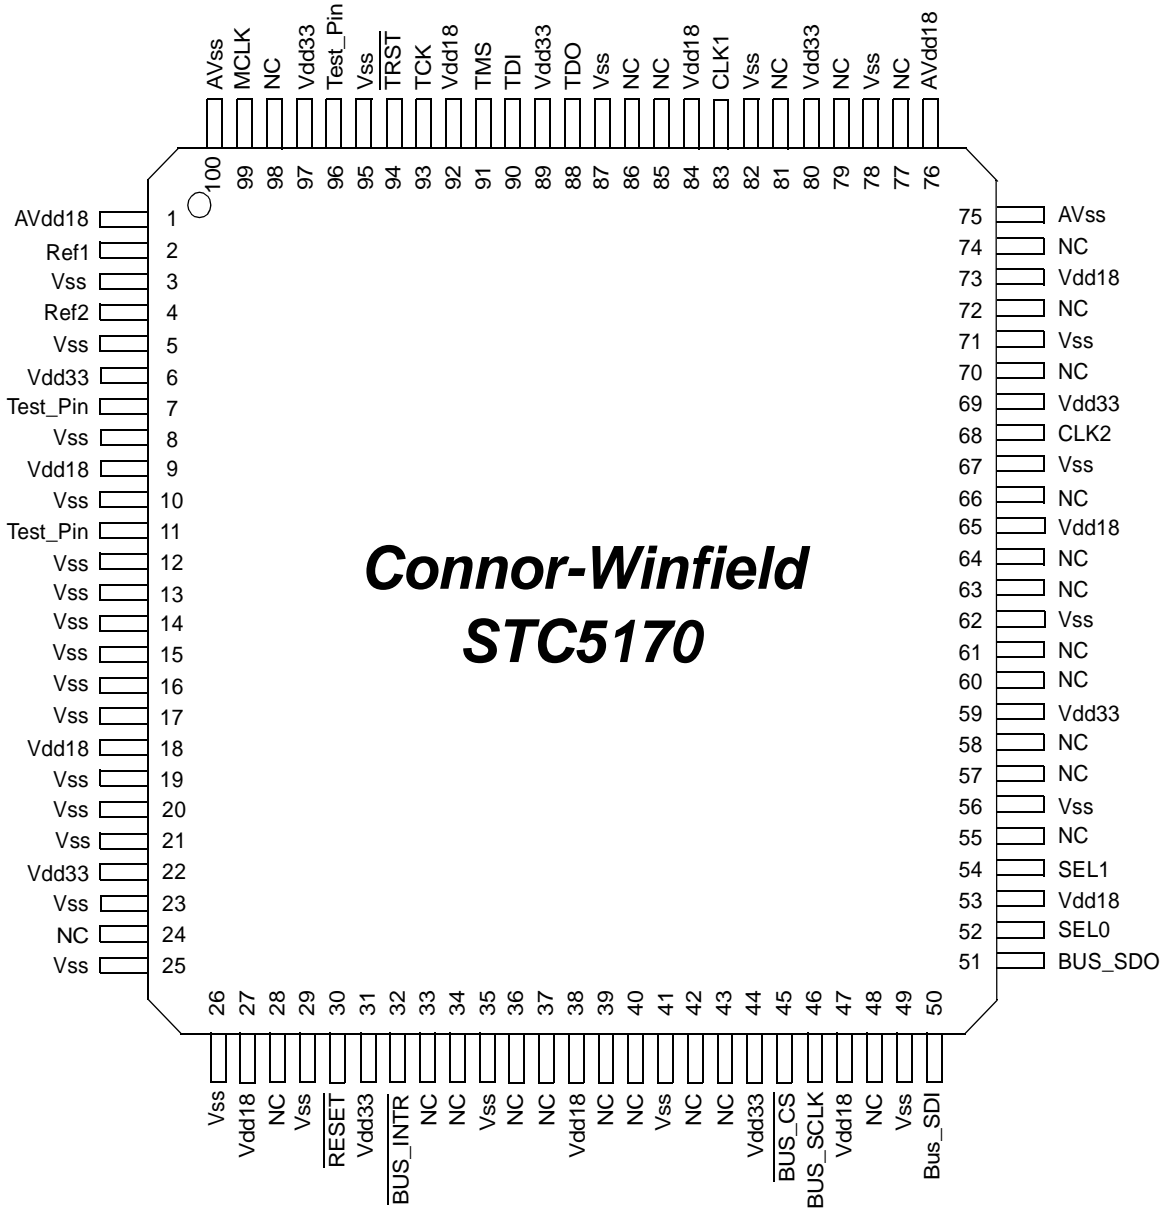 AVss MCLK NC Vdd33 Test_Pin Vss TRST TCK Vdd18 TMS TDI Vdd33 TDO Vss NC NC Vdd18 CLK1 Vss NC Vdd33 NC Vss NC AVdd18
100 99 98 97 96 95 94 93 92 91 90 89 88 87 86 85 84 83 82 81 80 79 78 77 76
AVdd18 1
Ref1 2
Vss 3
Ref2 4
Vss 5
Vdd33 6
Test_Pin 7
Vss 8
Vdd18 9
Vss 10
Test_Pin 11
Vss 12
Vss 13
Vss 14
Vss 15
Vss 16
Vss 17
Vdd18 18
Vss 19
Vss 20
Vss 21
Vdd33 22
Vss 23
NC 24
Vss 25
Connor-Winfield
STC5170
75 AVss
74 NC
73 Vdd18
72 NC
71 Vss
70 NC
69 Vdd33
68 CLK2
67 Vss
66 NC
65 Vdd18
64 NC
63 NC
62 Vss
61 NC
60 NC
59 Vdd33
58 NC
57 NC
56 Vss
55 NC
54 SEL1
53 Vdd18
52 SEL0
51 BUS_SDO
26 27 28 29 30 31 32 33 34 35 36 37 38 39 40 41 42 43 44 45 46 47 48 49 50
Vss Vdd18 NC Vss RESET Vdd33 BUS_INTR NC NC Vss NC NC Vdd18 NC NC Vss NC NC Vdd33 BUS_CS BUS_SCLK Vdd18 NC Vss Bus_SDI